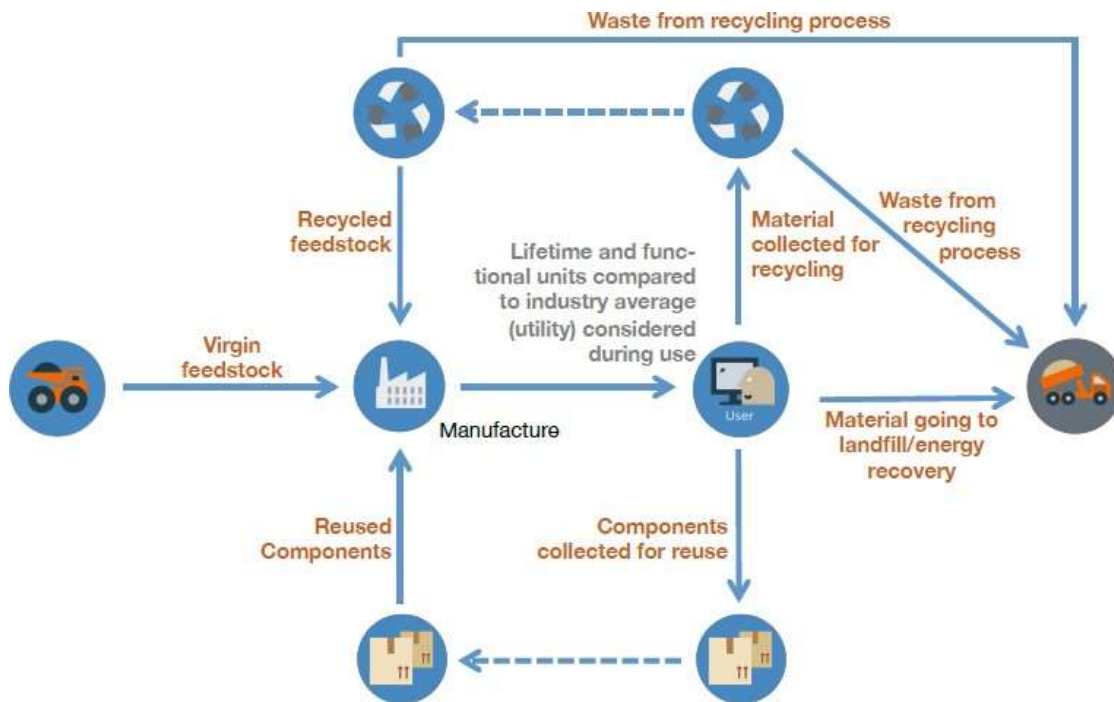 Waste from recycling process
Recycled
feedstock
Lifetime and func-
tional units compared
to industry average
(utility) considered
during use
Material
collected for
recycling
Waste from
recycling
process
Virgin
feedstock
Manufacture
User
Material going to
landfill/energy
recovery
Reused
Components
Components
collected for reuse